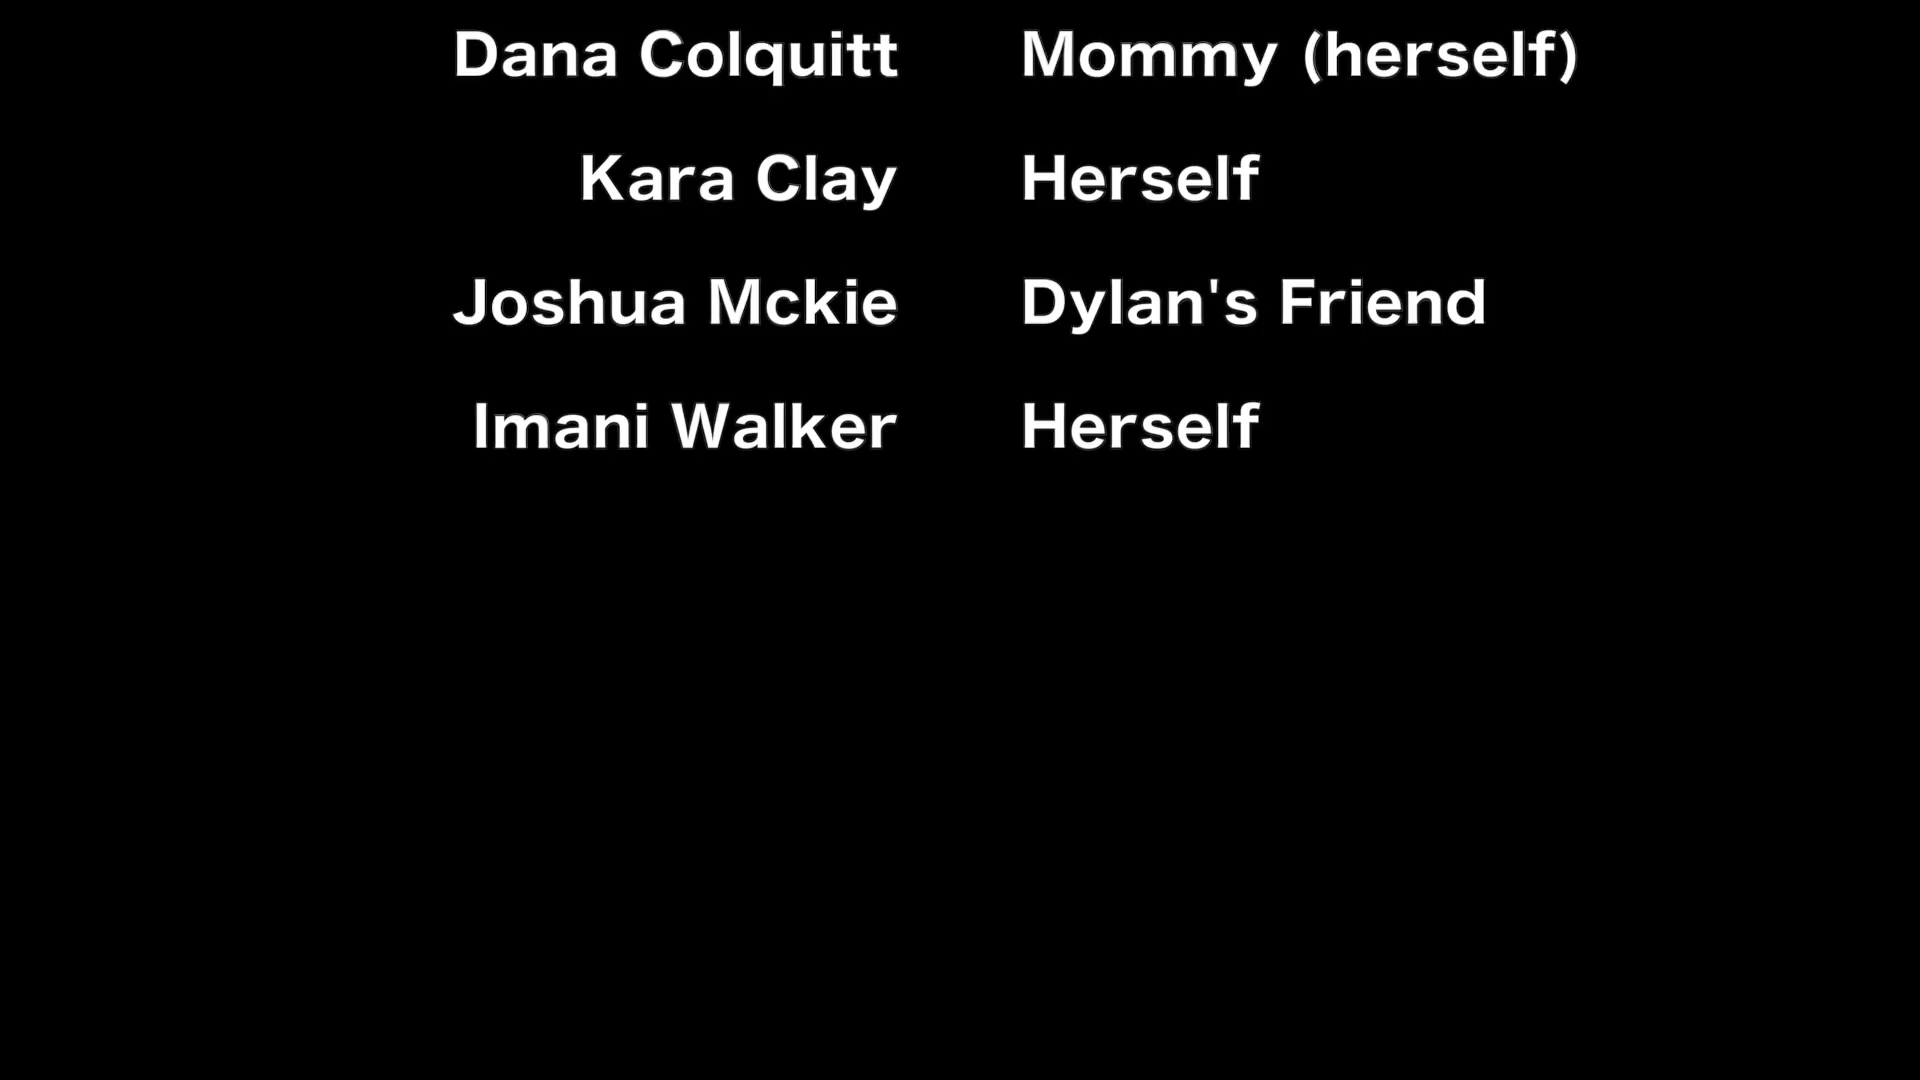 Dana Colquitt Mommy (herself)
Kara Clay Herself
Joshua Mckie Dylan's Friend
Imani Walker Herself